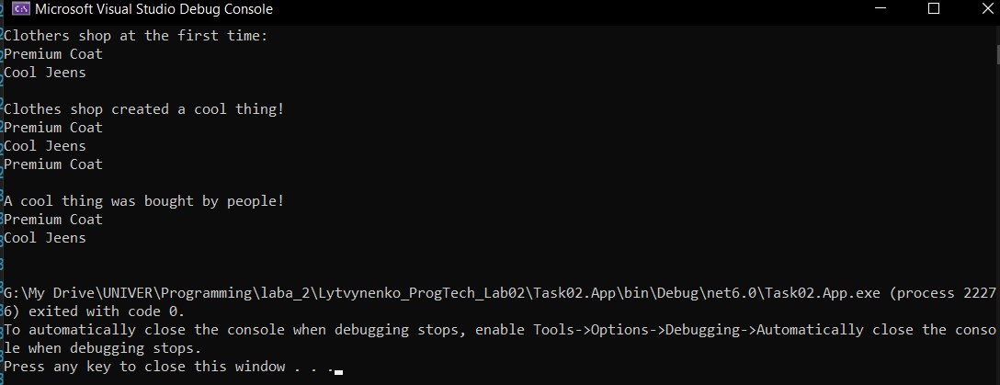 Microsoft Visual Studio Debug Console
Clothers shop at the first time:
Premium Coat
Cool Jeens
Clothes shop created a cool thing!
Premium Coat
Cool Jeens
Premium Coat
A cool thing was bought by people!
Premium Coat
Cool Jeens
G:\My Drive\UNIVER\Programming\laba_2\Lytvynenko_ProgTech_Lab02\Task02.App\bin\Debug\net6.0\Task02.App.exe (process 2227
6) exited with code 0.
To automatically close the console when debugging stops, enable Tools->Options->Debugging->Automatically close the conso
le when debugging stops.
Press any key to close this window . . .